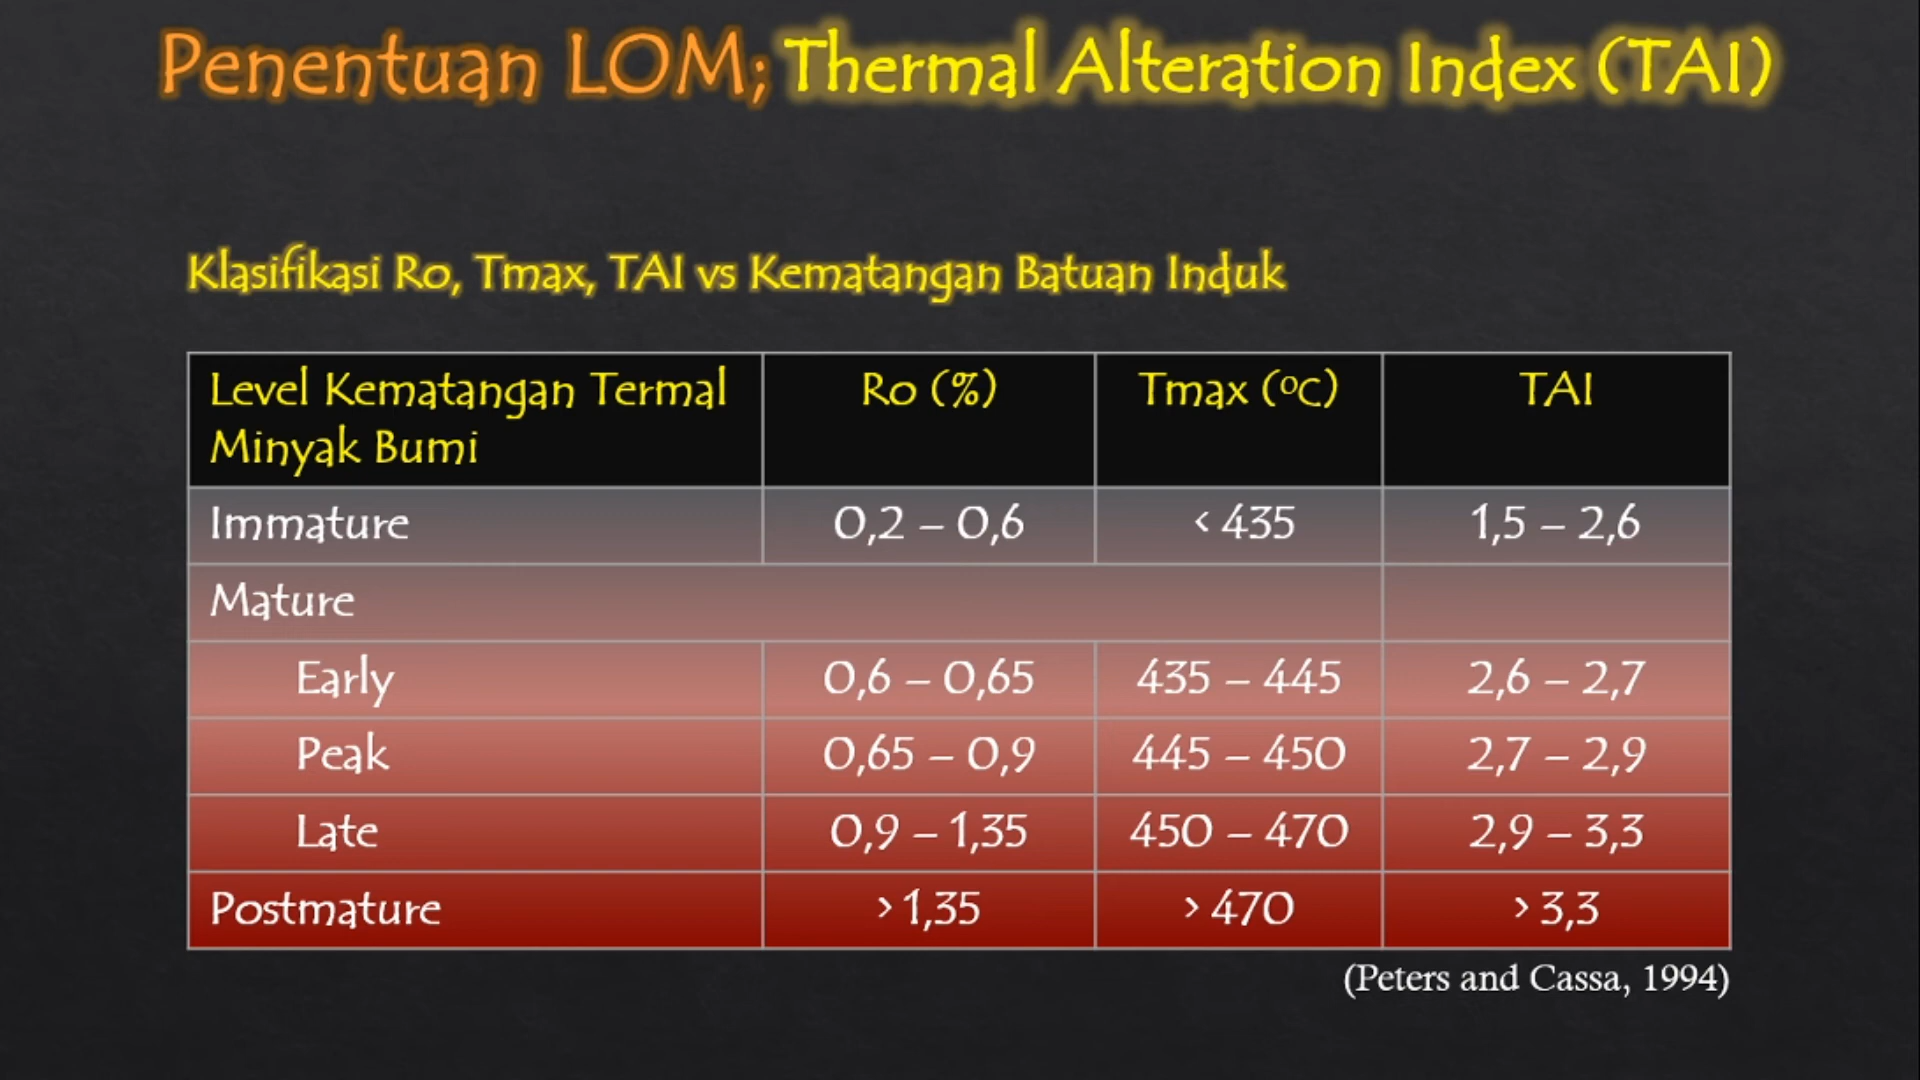 Penentuan LOM; Thermal Alteration Index (TAI)
Klasifikasi Ro, Tmax, TAI vs Kematangan Batuan Induk
Level Kematangan Termal Minyak Bumi Ro (%) Tmax (ºC) TAI
Immature 0,2 – 0,6 < 435 1,5 – 2,6
Mature
Early 0,6 – 0,65 435 – 445 2,6 – 2,7
Peak 0,65 – 0,9 445 – 450 2,7 – 2,9
Late 0,9 – 1,35 450 – 470 2,9 – 3,3
Postmature > 1,35 > 470 > 3,3
(Peters and Cassa, 1994)